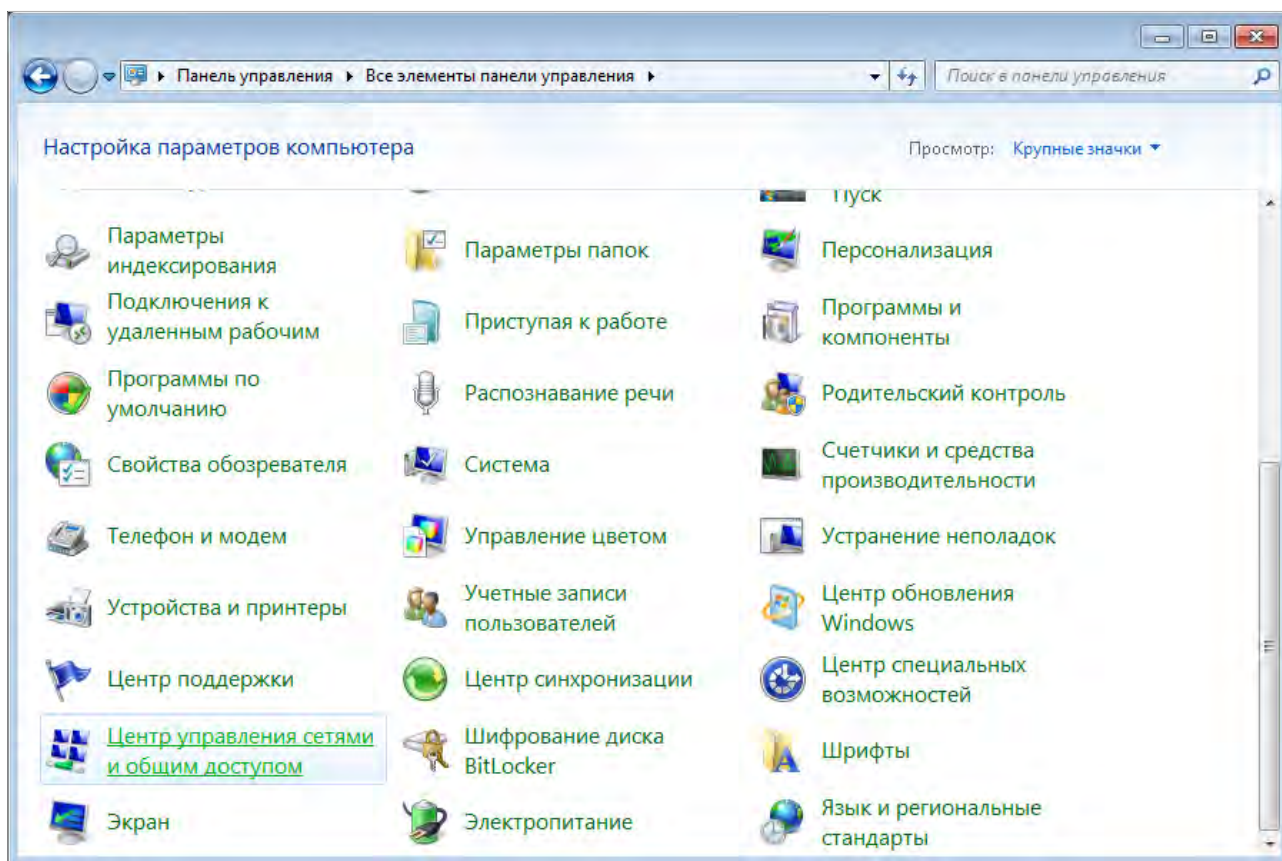 Панель управления ▸ Все элементы панели управления ▸
Поиск в панели управления
Настройка параметров компьютера
Просмотр: Крупные значки
Пуск
Параметры
индексирования
Параметры папок
Персонализация
Подключения к
удаленным рабочим
Приступая к работе
Программы и
компоненты
Программы по
умолчанию
Распознавание речи
Родительский контроль
Свойства обозревателя
Система
Счетчики и средства
производительности
Телефон и модем
Управление цветом
Устранение неполадок
Устройства и принтеры
Учетные записи
пользователей
Центр обновления
Windows
Центр поддержки
Центр синхронизации
Центр специальных
возможностей
Центр управления сетями
и общим доступом
Шифрование диска
BitLocker
Шрифты
Экран
Электропитание
Язык и региональные
стандарты